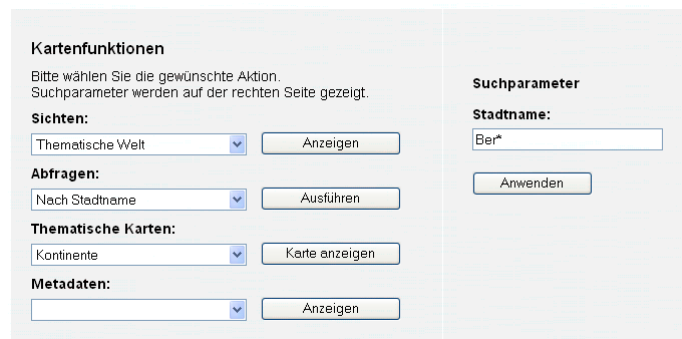 Kartenfunktionen
Bitte wählen Sie die gewünschte Aktion.
Suchparameter werden auf der rechten Seite gezeigt.
Sichten:
Thematische Welt
Anzeigen
Abfragen:
Nach Stadtname
Ausführen
Thematische Karten:
Kontinente
Karte anzeigen
Metadaten:
Anzeigen
Suchparameter
Stadtname:
Ber*
Anwenden